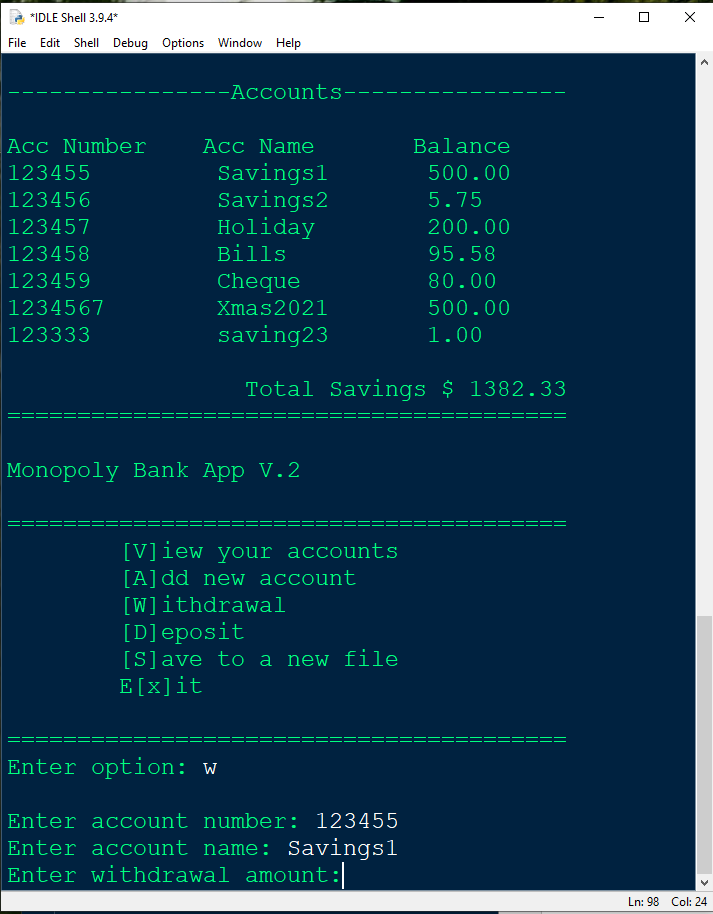 *IDLE Shell 3.9.4*
File Edit Shell Debug Options Window Help
----------------Accounts----------------
Acc Number Acc Name Balance
123455 Savings1 500.00
123456 Savings2 5.75
123457 Holiday 200.00
123458 Bills 95.58
123459 Cheque 80.00
1234567 Xmas2021 500.00
123333 saving23 1.00
Total Savings $ 1382.33
========================================
Monopoly Bank App V.2
========================================
[V]iew your accounts
[A]dd new account
[W]ithdrawal
[D]eposit
[S]ave to a new file
E[x]it
========================================
Enter option: w
Enter account number: 123455
Enter account name: Savings1
Enter withdrawal amount:
Ln: 98 Col: 24